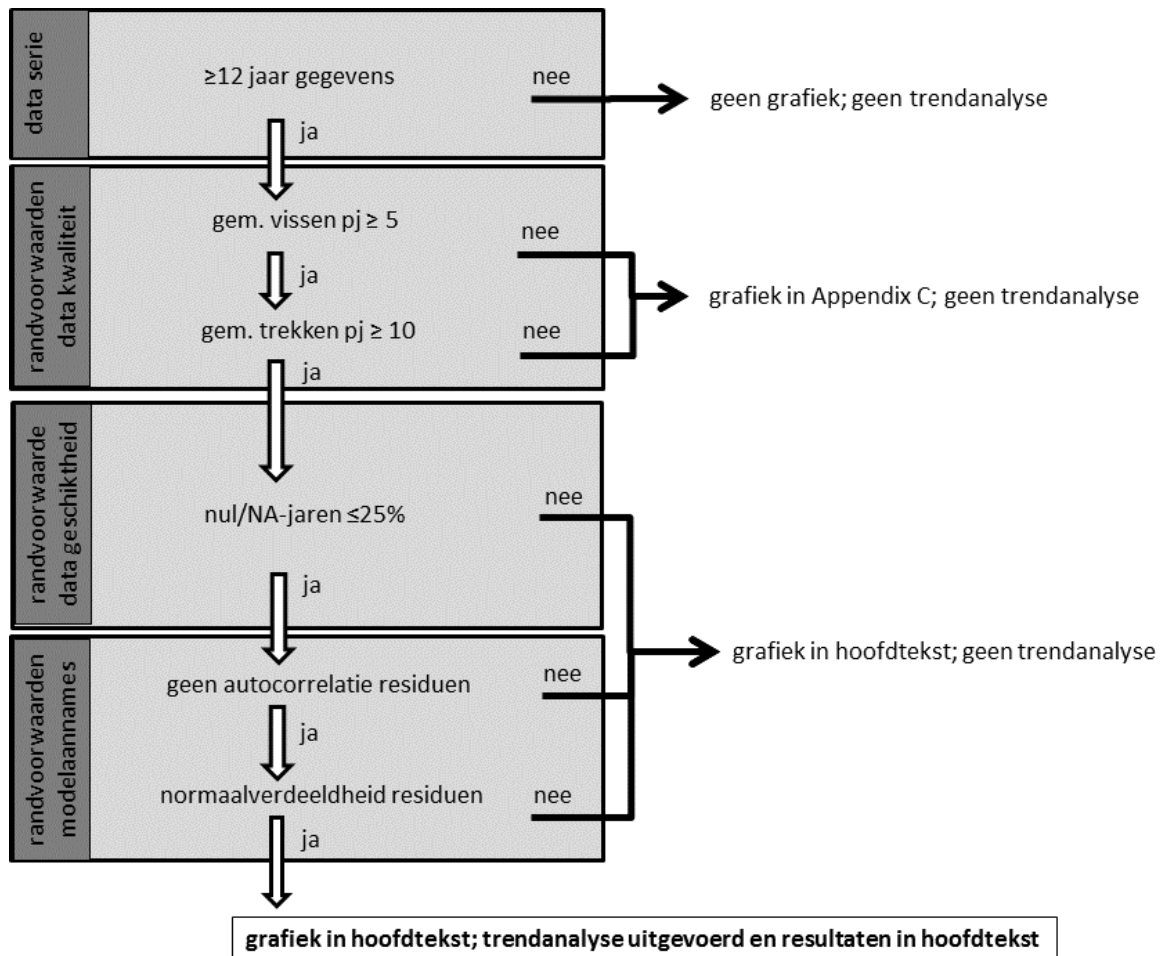 data serie
≥12 jaar gegevens
nee
geen grafiek; geen trendanalyse
ja
randvoorwaarden
data kwaliteit
gem. vissen pj ≥ 5
nee
ja
grafiek in Appendix C; geen trendanalyse
gem. trekken pj ≥ 10
nee
ja
randvoorwaarde
data geschiktheid
nee
nul/NA-jaren ≤25%
ja
grafiek in hoofdtekst; geen trendanalyse
randvoorwaarden
modelaannames
geen autocorrelatie residuen
nee
ja
normaalverdeeldheid residuen
nee
ja
grafiek in hoofdtekst; trendanalyse uitgevoerd en resultaten in hoofdtekst